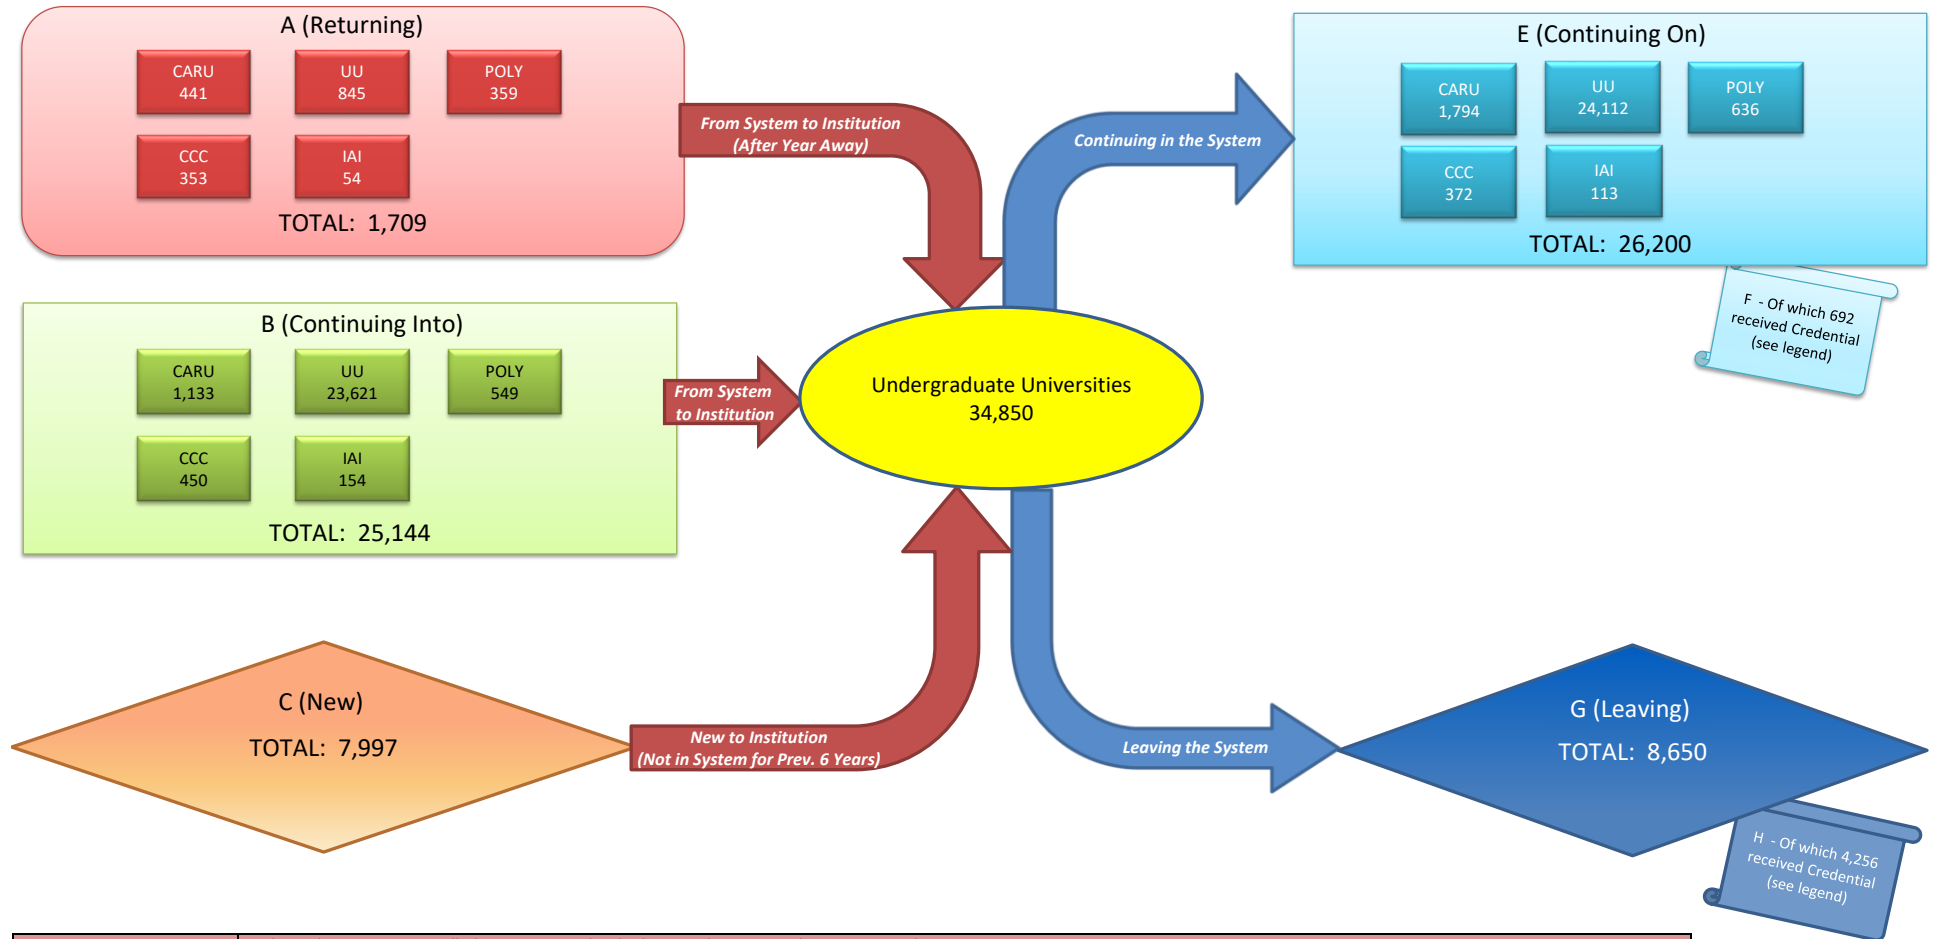 A (Returning)
CARU
441
UU
845
POLY
359
CCC
353
IAI
54
TOTAL: 1,709
From System to Institution
(After Year Away)
Continuing in the System
E (Continuing On)
CARU
1,794
UU
24,112
POLY
636
CCC
372
IAI
113
TOTAL: 26,200
F - Of which 692
received Credential
(see legend)
B (Continuing Into)
CARU
1,133
UU
23,621
POLY
549
CCC
450
IAI
154
TOTAL: 25,144
From System
to Institution
Undergraduate Universities
34,850
C (New)
TOTAL: 7,997
New to Institution
(Not in System for Prev. 6 Years)
Leaving the System
G (Leaving)
TOTAL: 8,650
H - Of which 4,256
received Credential
(see legend)